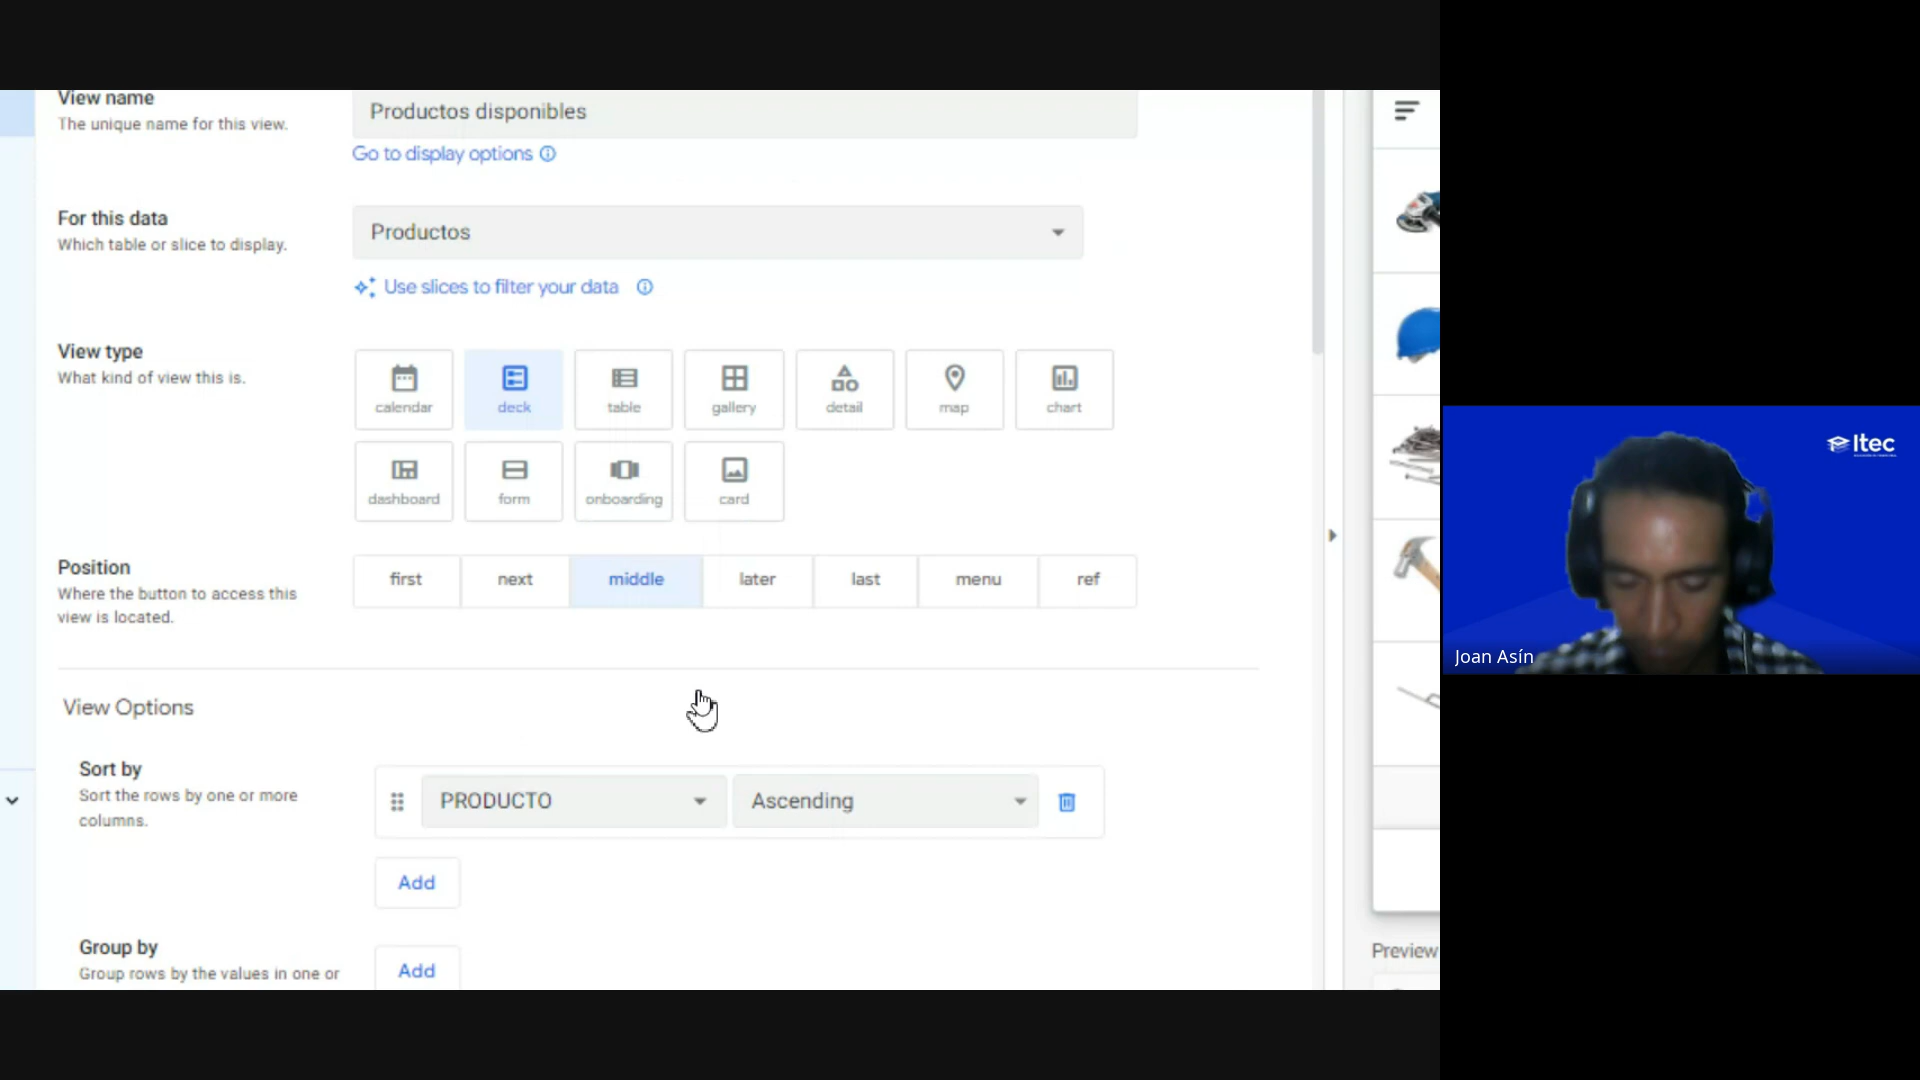 View name
The unique name for this view.
Productos disponibles
Go to display options
For this data
Which table or slice to display.
Productos
Use slices to filter your data
View type
What kind of view this is.
calendar
deck
table
gallery
detail
map
chart
dashboard
form
onboarding
card
Position
Where the button to access this
view is located.
first
next
middle
later
last
menu
ref
View Options
Sort by
Sort the rows by one or more
columns.
PRODUCTO
Ascending
Add
Group by
Group rows by the values in one or
Add
Preview
Itec
Joan Asín